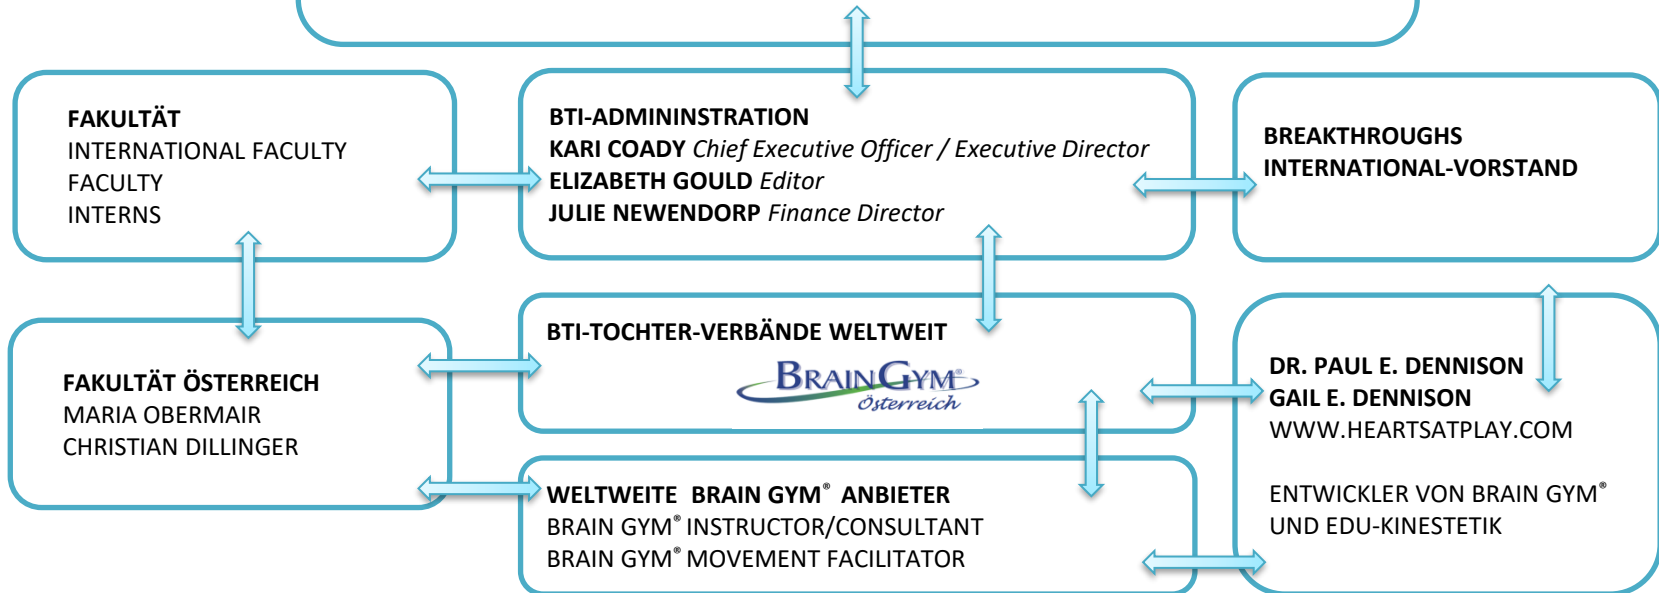 FAKULTÄT
INTERNATIONAL FACULTY
FACULTY
INTERNS
BTI-ADMININSTRATION
KARI COADY Chief Executive Officer / Executive Director
ELIZABETH GOULD Editor
JULIE NEWENDORP Finance Director
BREAKTHROUGHS
INTERNATIONAL-VORSTAND
FAKULTÄT ÖSTERREICH
MARIA OBERMAIR
CHRISTIAN DILLINGER
BTI-TOCHTER-VERBÄNDE WELTWEIT
BRAINGYM®
Österreich
DR. PAUL E. DENNISON
GAIL E. DENNISON
WWW.HEARTSATPLAY.COM
ENTWICKLER VON BRAIN GYM®
UND EDU-KINESTETIK
WELTWEITE BRAIN GYM® ANBIETER
BRAIN GYM® INSTRUCTOR/CONSULTANT
BRAIN GYM® MOVEMENT FACILITATOR